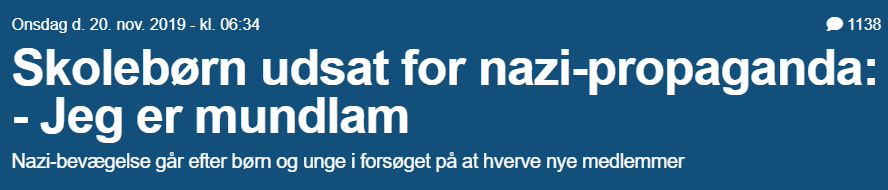 Onsdag d. 20. nov. 2019 - kl. 06:34
1138
Skolebørn udsat for nazi-propaganda:
- Jeg er mundlam
Nazi-bevægelse går efter børn og unge i forsøget på at hverve nye medlemmer